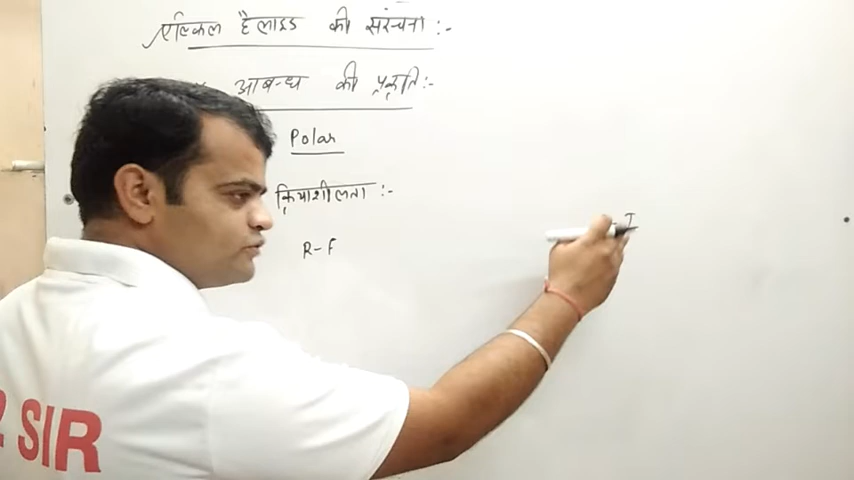 एल्किल हैलाइड की संरचना :-
आबन्ध की प्रकृति :-
Polar
क्रियाशीलता :-
R-F
I
SIR